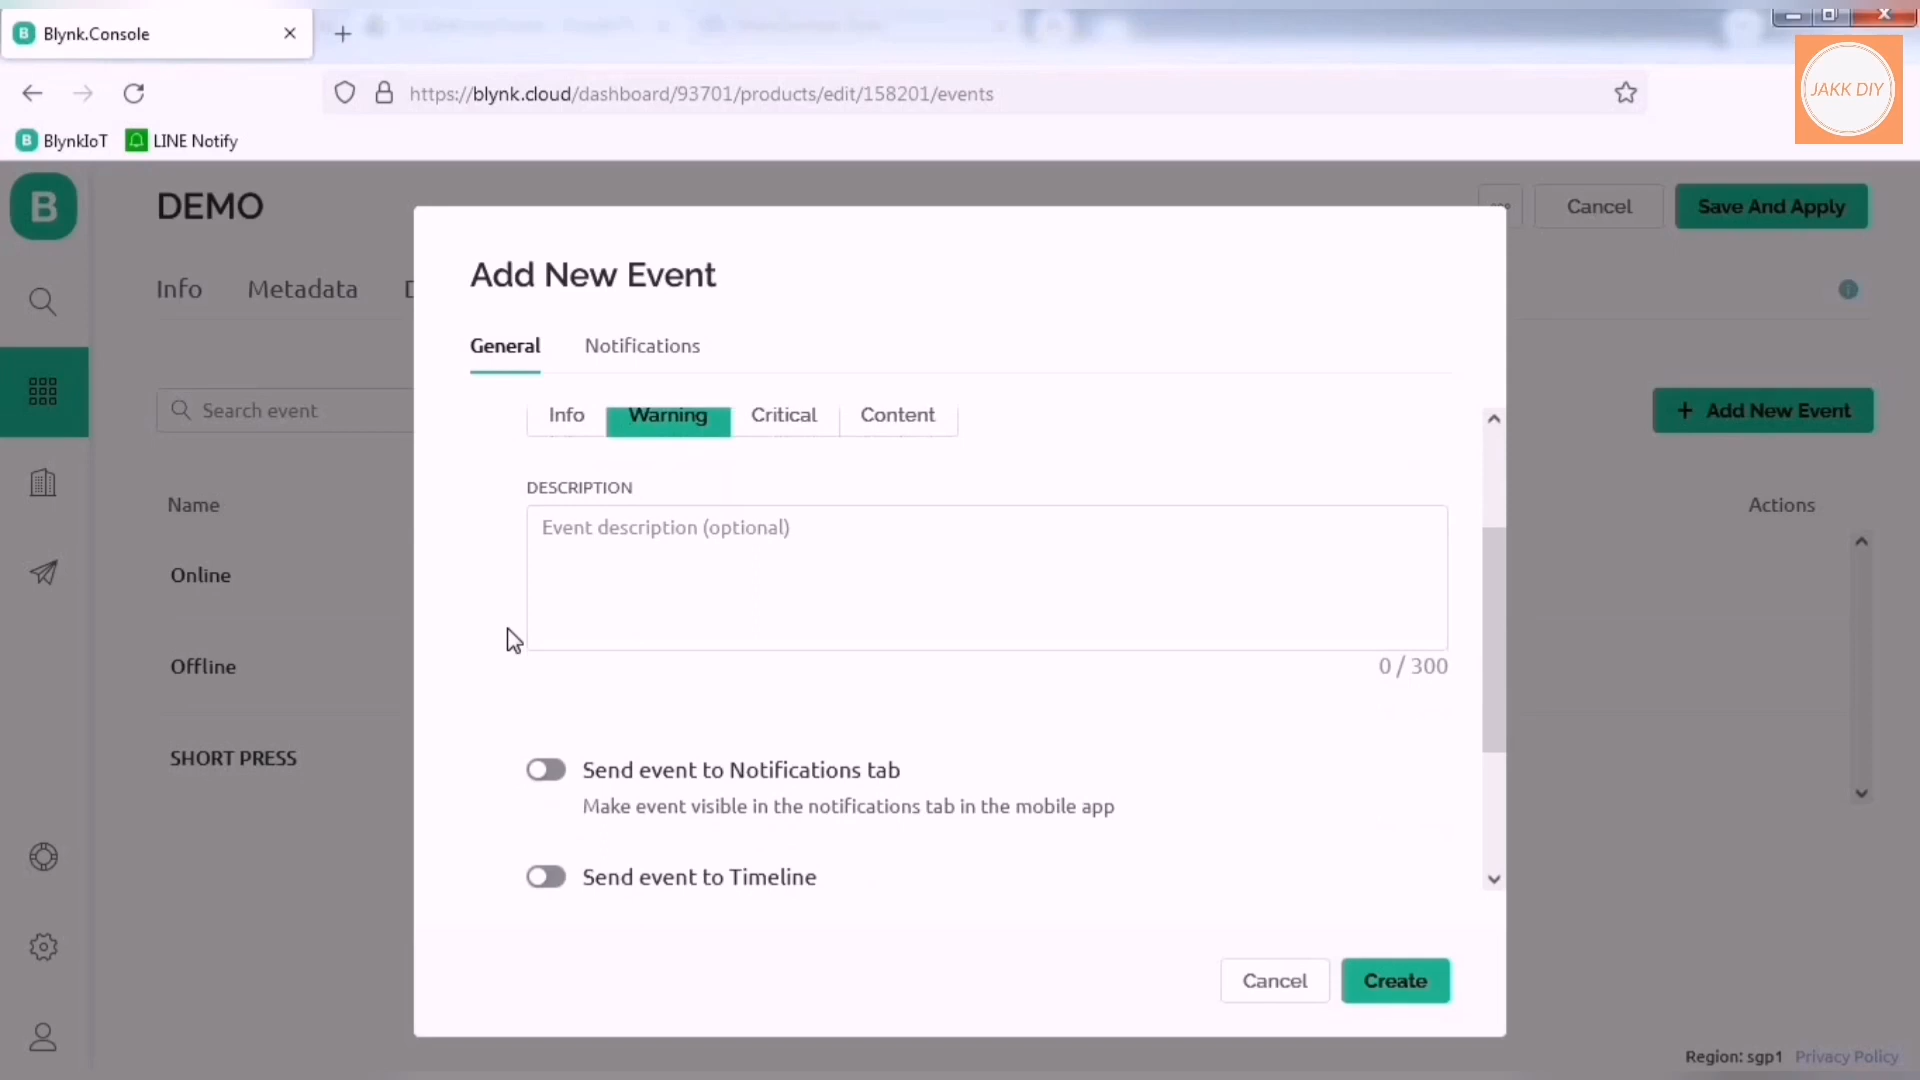 Blynk.Console
https://blynk.cloud/dashboard/93701/products/edit/158201/events
JAKK DIY
BlynkIoT LINE Notify
B
DEMO
Cancel
Save And Apply
Add New Event
Info Metadata
General Notifications
Search event
Info Warning Critical Content
+ Add New Event
DESCRIPTION
Name
Actions
Event description (optional)
Online
Offline
0 / 300
SHORT PRESS
Send event to Notifications tab
Make event visible in the notifications tab in the mobile app
Send event to Timeline
Cancel Create
Region: sgp1 Privacy Policy